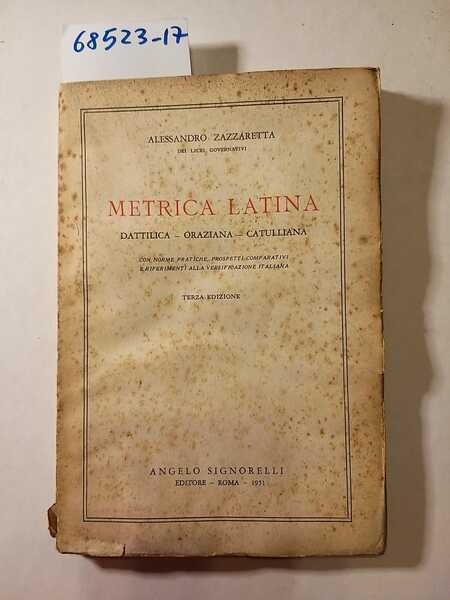 68523-17
ALESSANDRO ZAZZARETTA
DEI LICEI GOVERNATIVI
METRICA LATINA
DATTILICA – ORAZIANA – CATULLIANA
CON NORME PRATICHE, PROSPETTI COMPARATIVI
E RIFERIMENTI ALLA VERSIFICAZIONE ITALIANA
TERZA EDIZIONE
ANGELO SIGNORELLI
EDITORE – ROMA – 1951